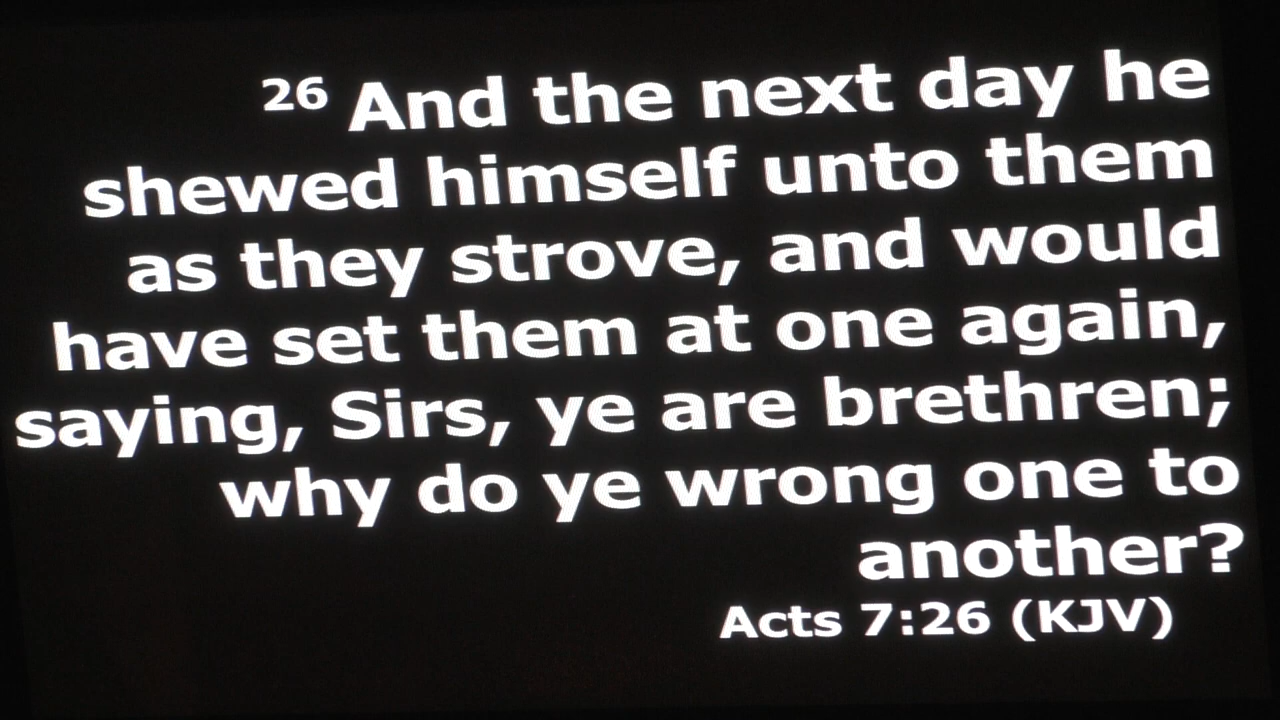 26 And the next day he
shewed himself unto them
as they strove, and would
have set them at one again,
saying, Sirs, ye are brethren;
why do ye wrong one to
another?
Acts 7:26 (KJV)